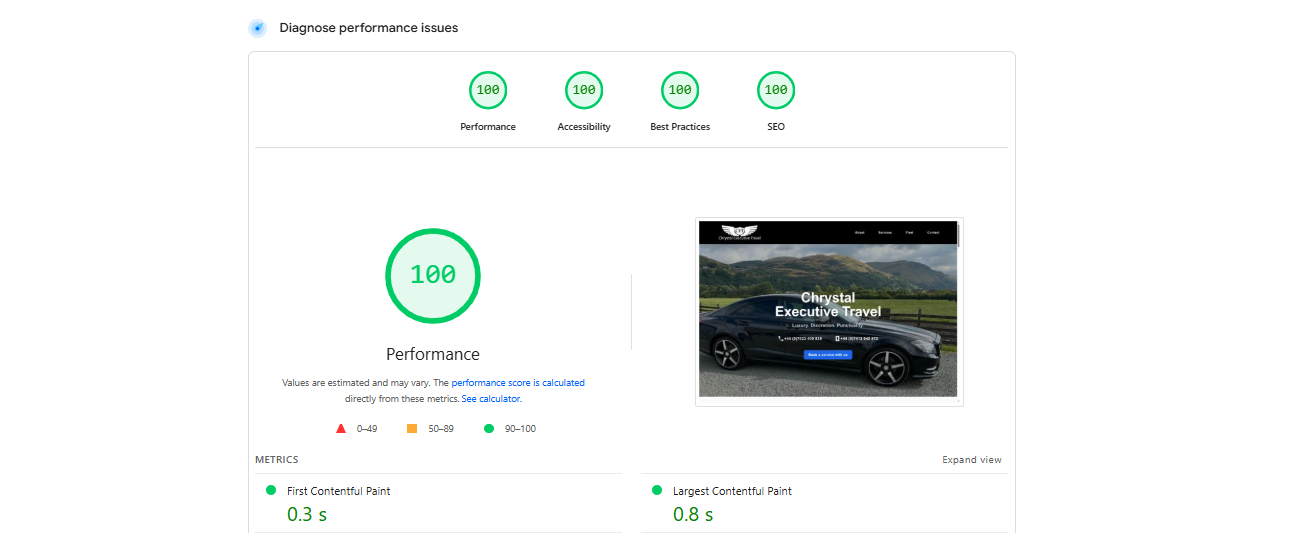 Diagnose performance issues
100 100 100 100
Performance Accessibility Best Practices SEO
100
Performance
Values are estimated and may vary. The performance score is calculated
directly from these metrics. See calculator.
0–49 50–89 90–100
Chrystal Executive Travel
About Services Fleet Contact
Chrystal
Executive Travel
Luxury. Discretion. Punctuality
Book a service with us
METRICS
Expand view
First Contentful Paint
0.3 s
Largest Contentful Paint
0.8 s